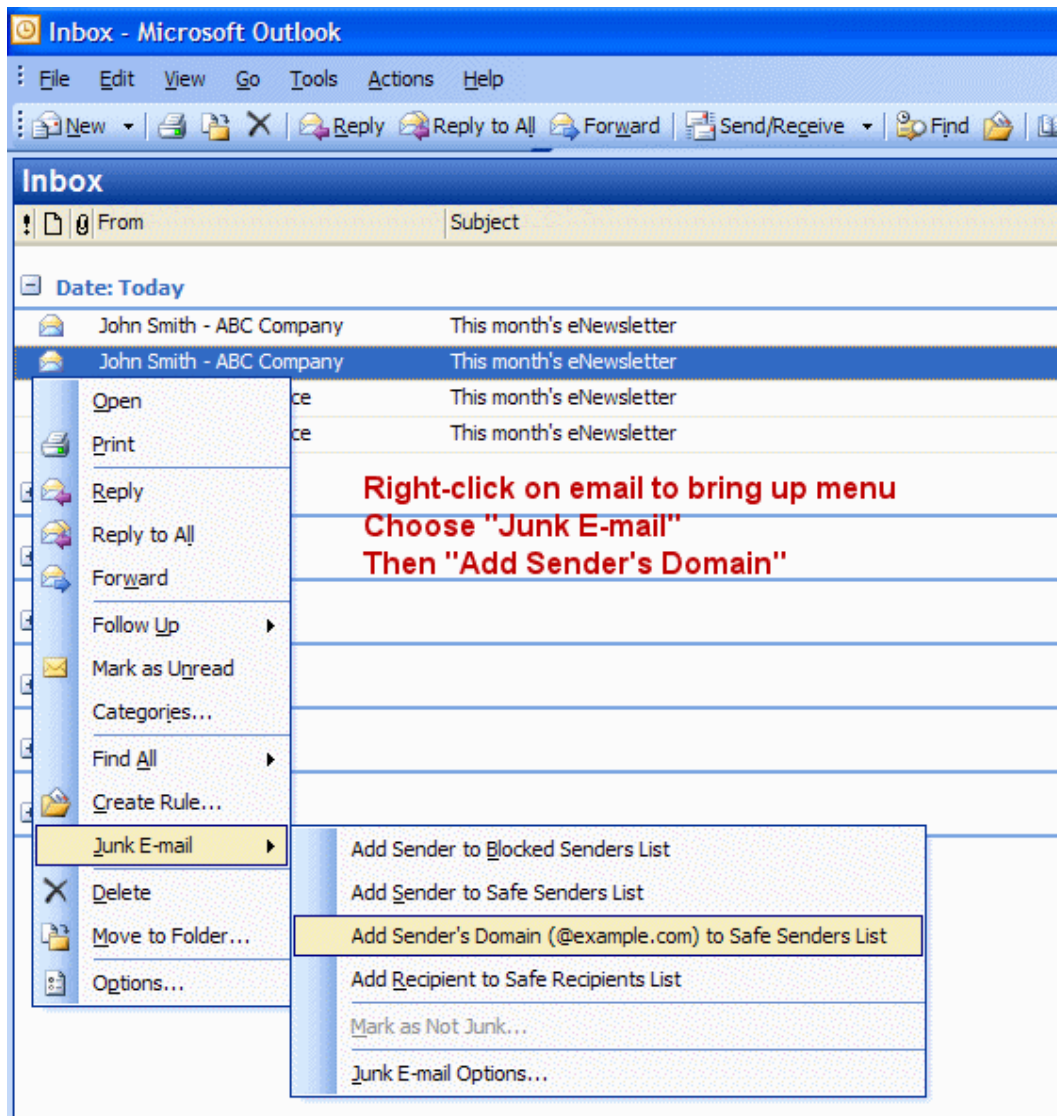 Inbox - Microsoft Outlook
File Edit View Go Tools Actions Help
New Reply Reply to All Forward Send/Receive Find
Inbox
! From Subject
Date: Today
John Smith - ABC Company This month's eNewsletter
John Smith - ABC Company This month's eNewsletter
Open ce This month's eNewsletter
Print ce This month's eNewsletter
Reply
Right-click on email to bring up menu
Choose "Junk E-mail"
Then "Add Sender's Domain"
Reply to All
Forward
Follow Up
Mark as Unread
Categories...
Find All
Create Rule...
Junk E-mail
Delete
Move to Folder...
Options...
Add Sender to Blocked Senders List
Add Sender to Safe Senders List
Add Sender's Domain (@example.com) to Safe Senders List
Add Recipient to Safe Recipients List
Mark as Not Junk...
Junk E-mail Options...